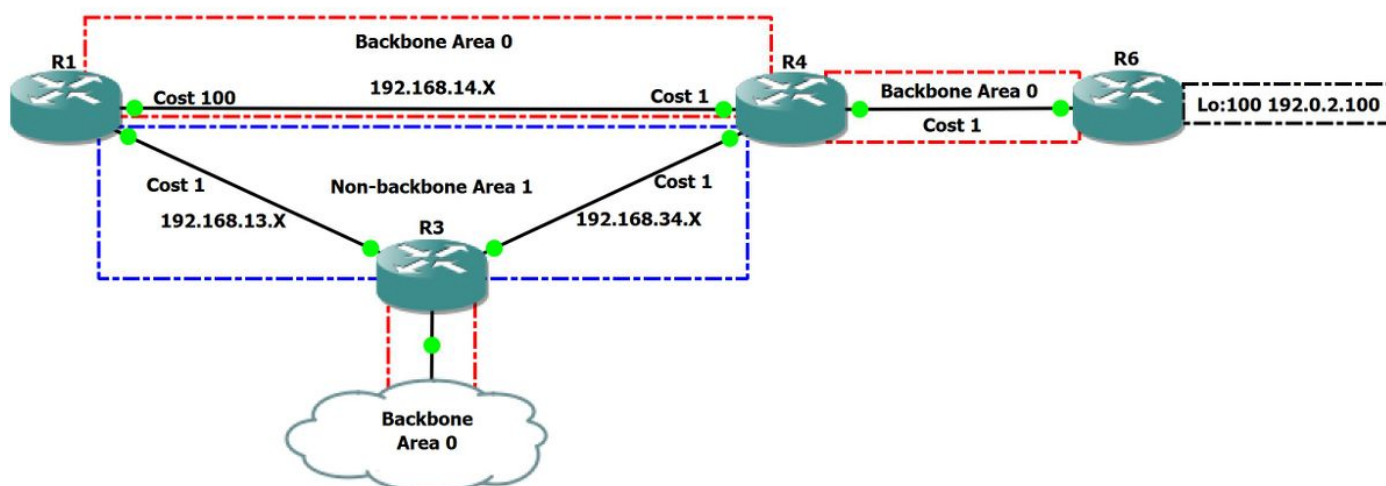 Backbone Area 0
R1
R4
R6
192.168.14.X
Cost 100
Cost 1
Backbone Area 0
Lo:100 192.0.2.100
Cost 1
Cost 1
Non-backbone Area 1
Cost 1
192.168.13.X
192.168.34.X
R3
Backbone
Area 0